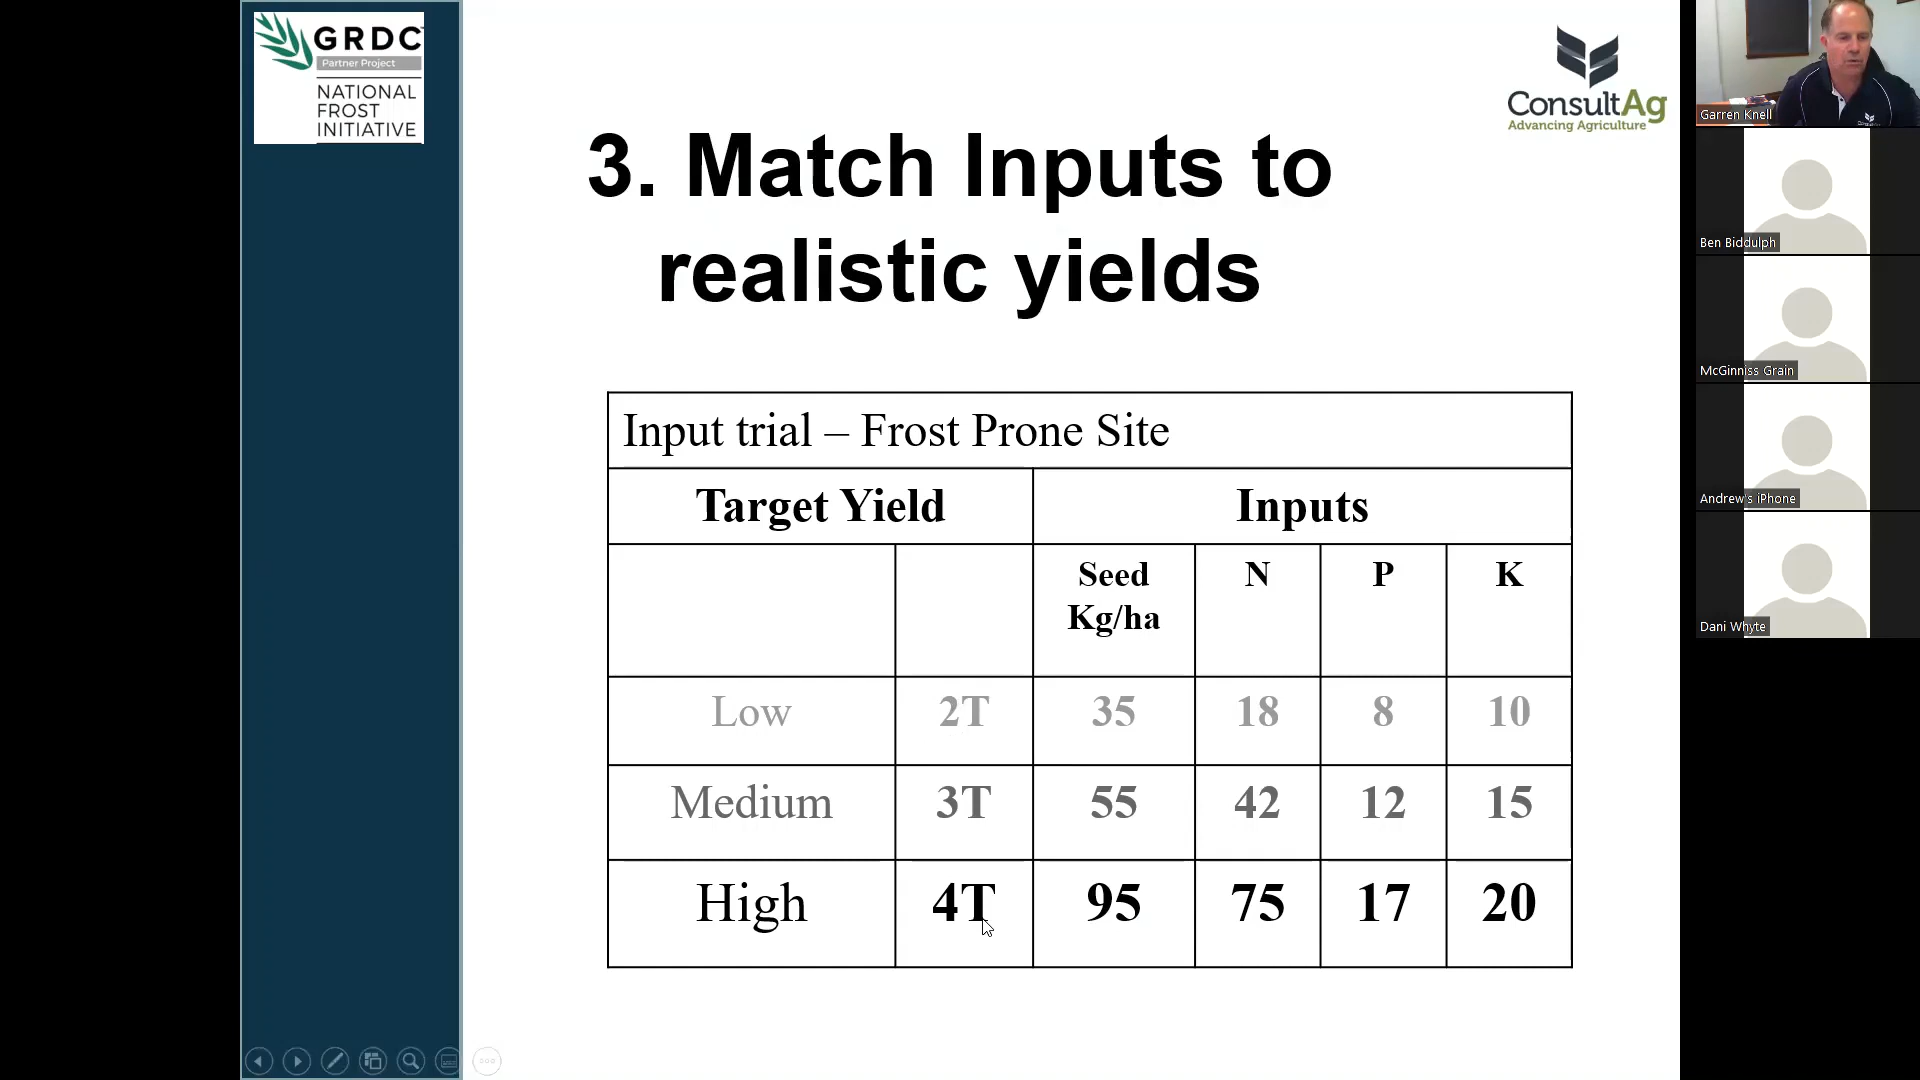 GRDC
Partner Project
NATIONAL
FROST
INITIATIVE
ConsultAg
Advancing Agriculture
3. Match Inputs to
realistic yields
Input trial – Frost Prone Site
Target Yield Inputs
Seed Kg/ha N P K
Low 2T 35 18 8 10
Medium 3T 55 42 12 15
High 4T 95 75 17 20
Garren Knell
Ben Biddulph
McGinniss Grain
Andrew's iPhone
Dani Whyte